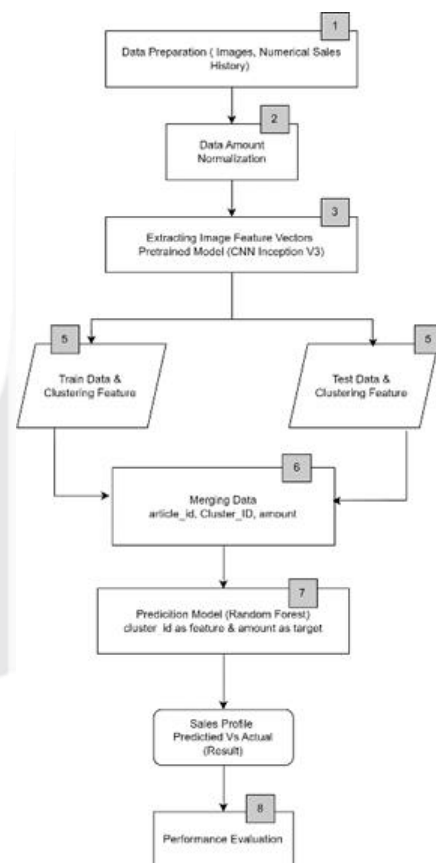 1
Data Preparation ( Images, Numerical Sales
History)
2
Data Amount
Normalization
3
Extracting Image Feature Vectors
Pretrained Model (CNN Inception V3)
5
Train Data &
Clustering Feature
5
Test Data &
Clustering Feature
6
Merging Data
article_id, Cluster_ID, amount
7
Predicition Model (Random Forest)
cluster_id as feature & amount as target
Sales Profile
Predictied Vs Actual
(Result)
8
Performance Evaluation